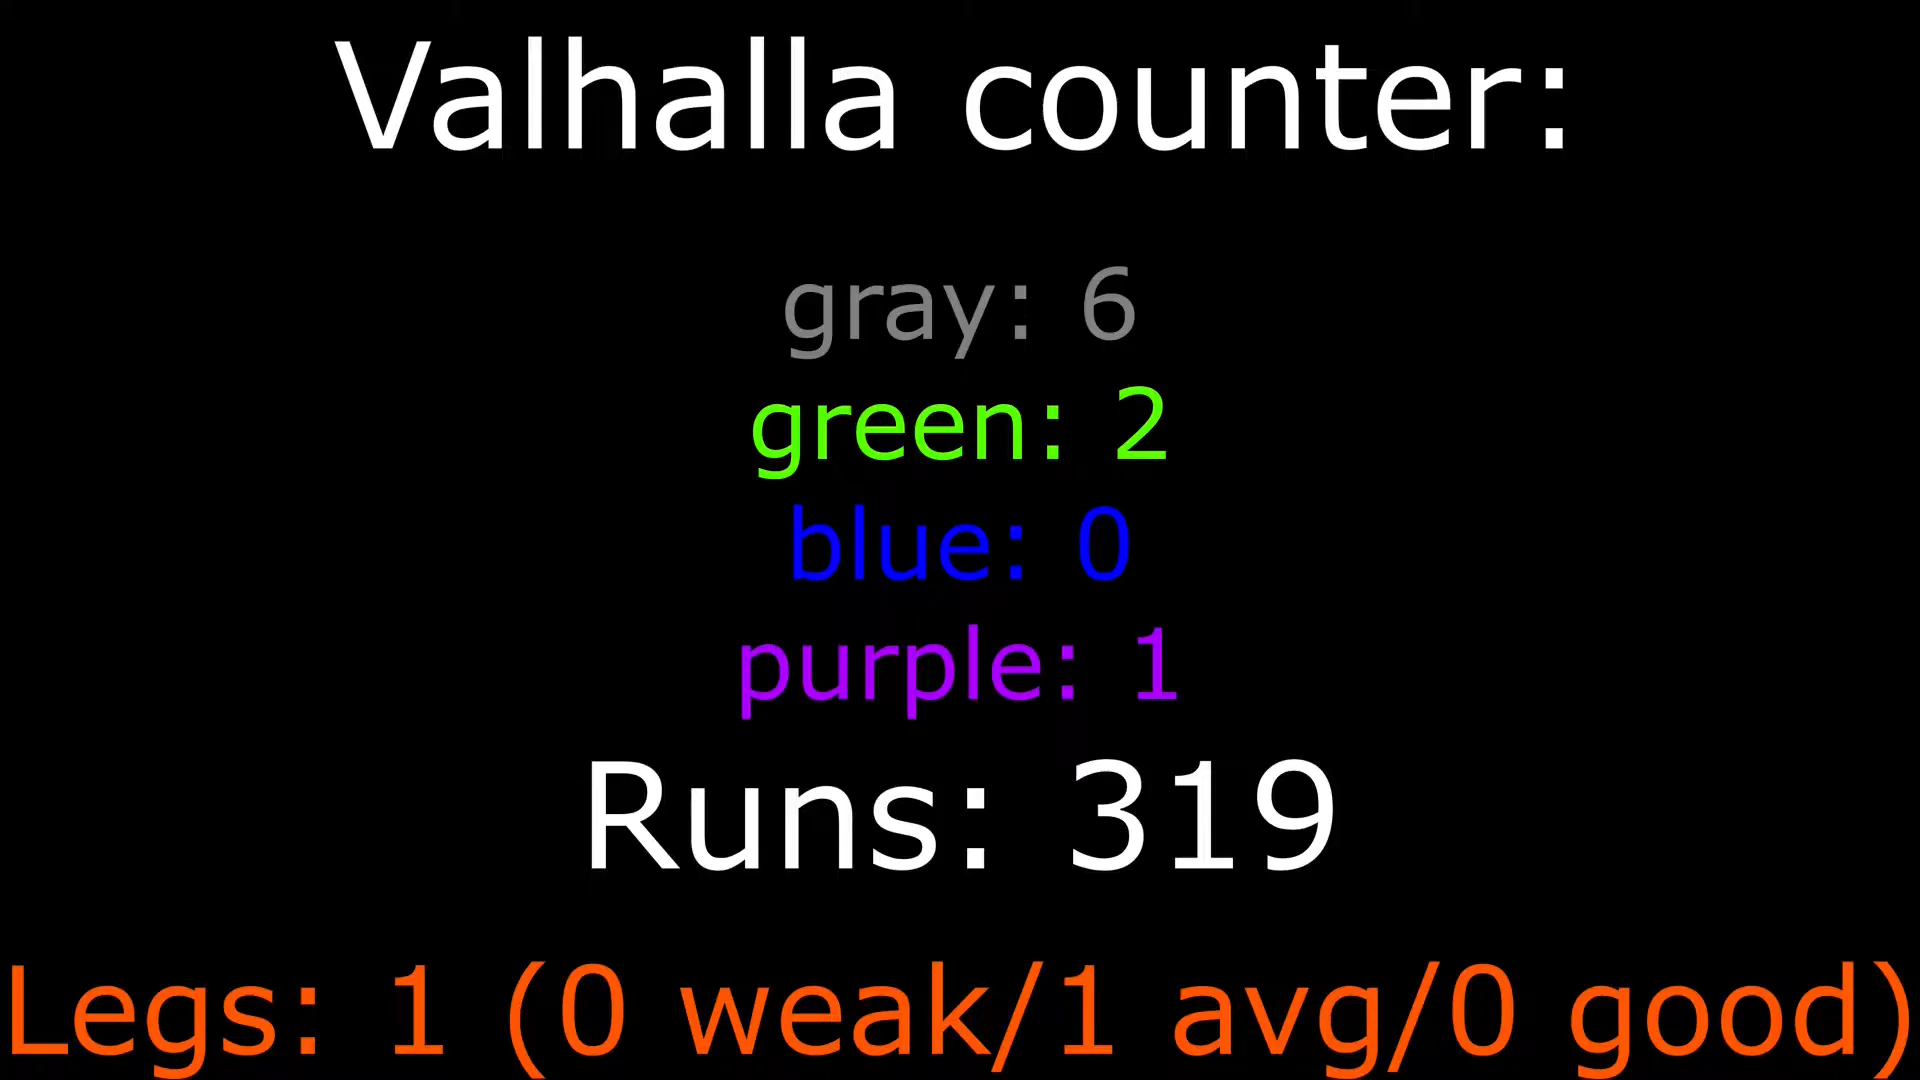 Valhalla counter:
gray: 6
green: 2
blue: 0
purple: 1
Runs: 319
Legs: 1 (0 weak/1 avg/0 good)